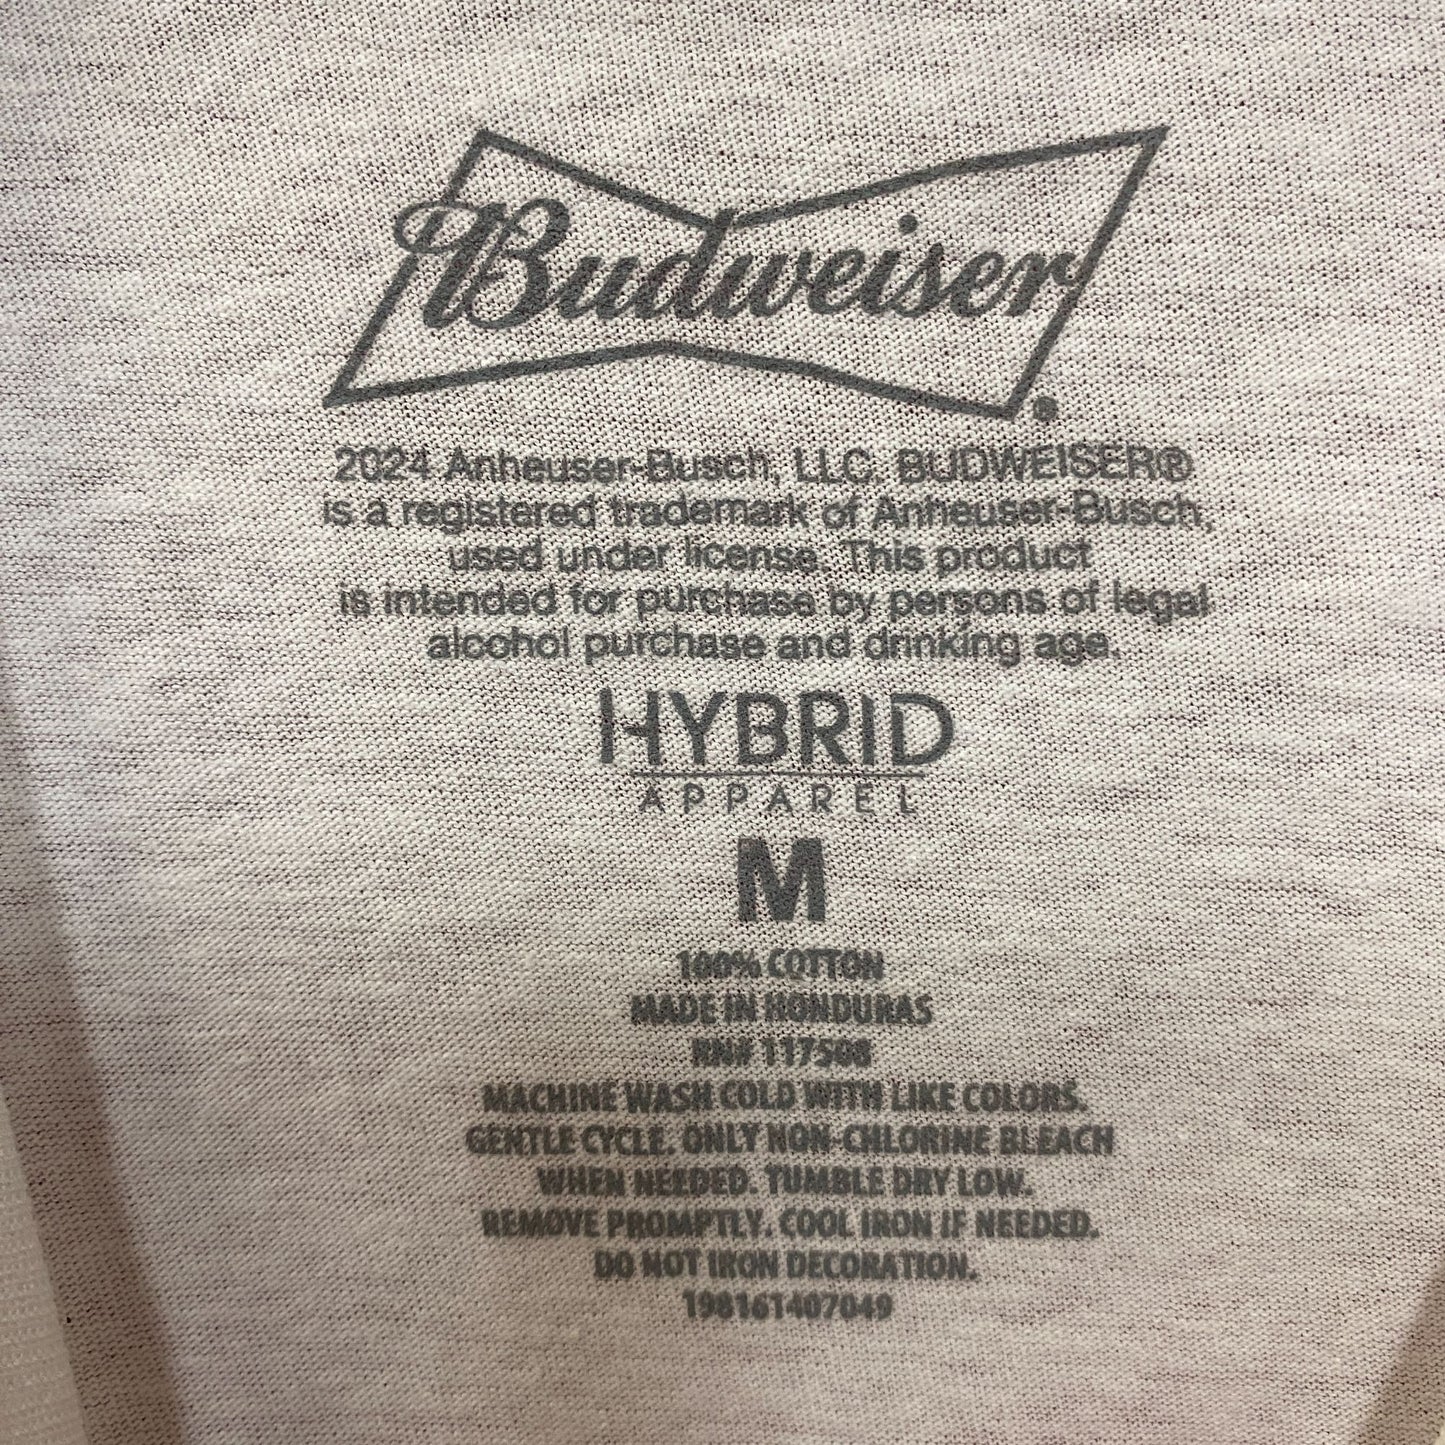 Budweiser
2024 Anheuser-Busch, LLC. BUDWEISER®
is a registered trademark of Anheuser-Busch,
used under license. This product
is intended for purchase by persons of legal
alcohol purchase and drinking age.
HYBRID
APPAREL
M
100% COTTON
MADE IN HONDURAS
RN# 117508
MACHINE WASH COLD WITH LIKE COLORS.
GENTLE CYCLE. ONLY NON-CHLORINE BLEACH
WHEN NEEDED. TUMBLE DRY LOW.
REMOVE PROMPTLY. COOL IRON IF NEEDED.
DO NOT IRON DECORATION.
198161407049